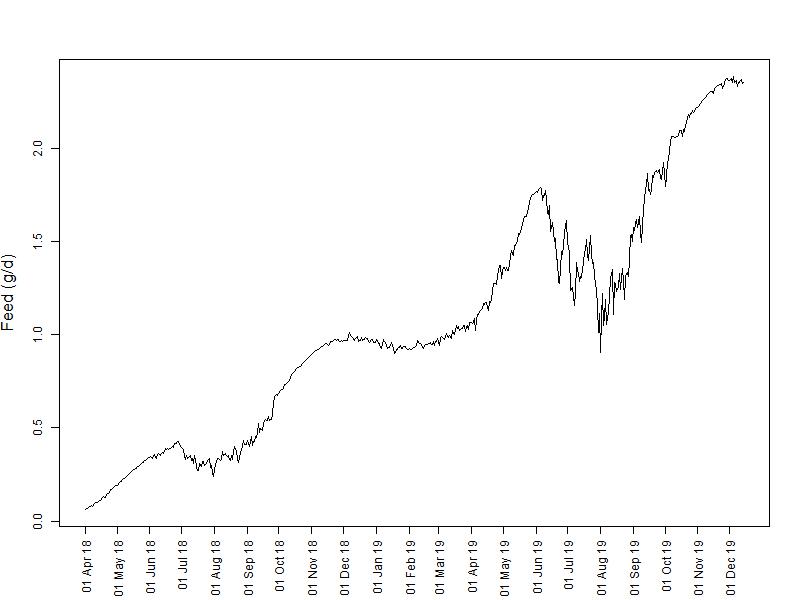 Feed (g/d)
2.0
1.5
1.0
0.5
0.0
01 Apr 18
01 May 18
01 Jun 18
01 Jul 18
01 Aug 18
01 Sep 18
01 Oct 18
01 Nov 18
01 Dec 18
01 Jan 19
01 Feb 19
01 Mar 19
01 Apr 19
01 May 19
01 Jun 19
01 Jul 19
01 Aug 19
01 Sep 19
01 Oct 19
01 Nov 19
01 Dec 19